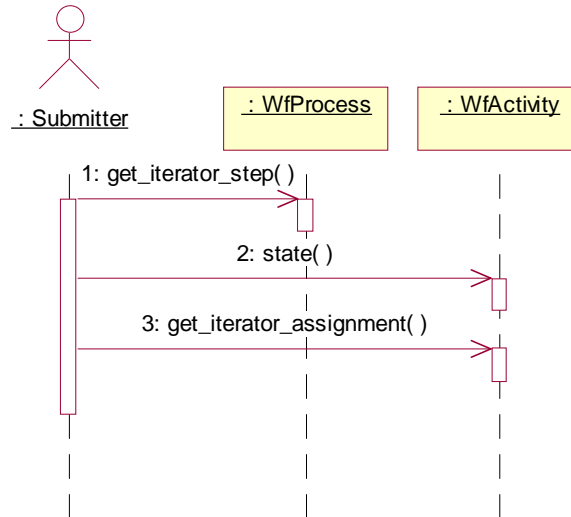 : Submitter
: WfProcess
: WfActivity
1: get_iterator_step( )
2: state( )
3: get_iterator_assignment( )